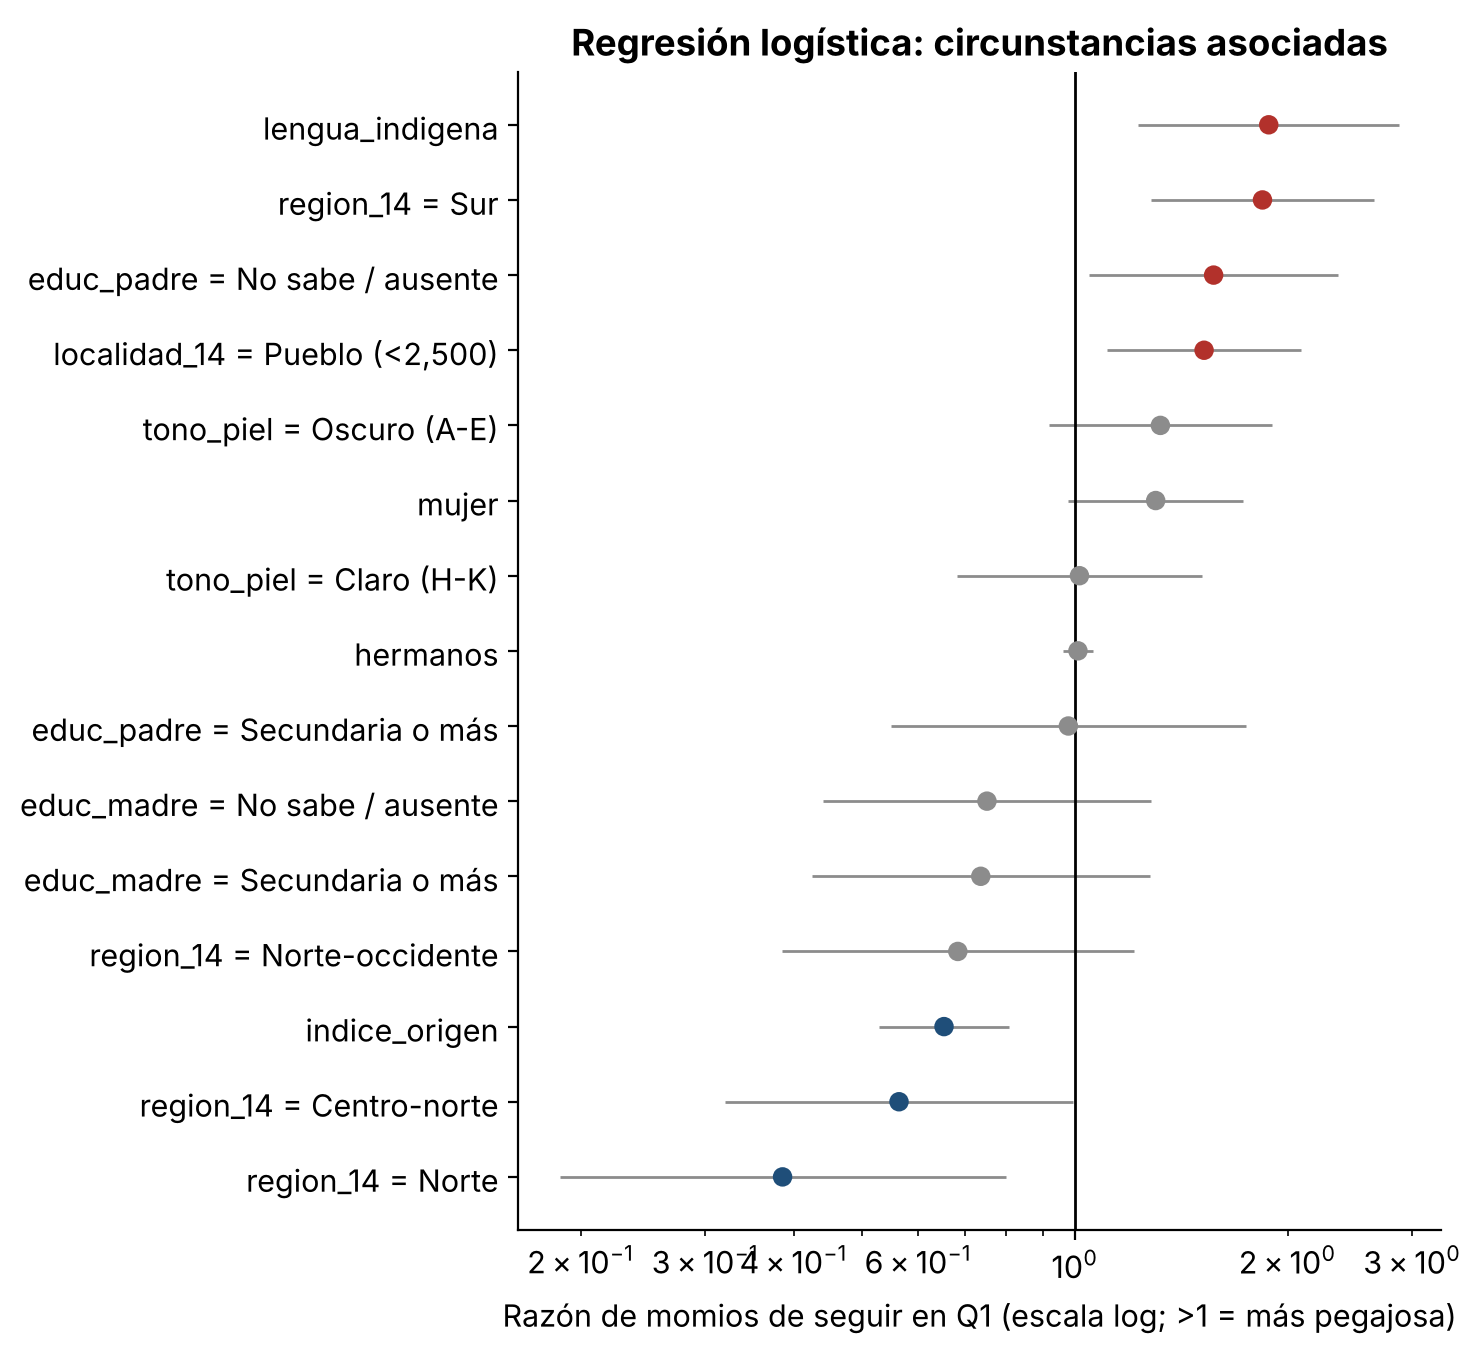 Regresión logística: circunstancias asociadas
lengua_indigena
region_14 = Sur
educ_padre = No sabe / ausente
localidad_14 = Pueblo (<2,500)
tono_piel = Oscuro (A-E)
mujer
tono_piel = Claro (H-K)
hermanos
educ_padre = Secundaria o más
educ_madre = No sabe / ausente
educ_madre = Secundaria o más
region_14 = Norte-occidente
indice_origen
region_14 = Centro-norte
region_14 = Norte
2 × 10⁻¹ 3 × 10⁻¹ 4 × 10⁻¹ 6 × 10⁻¹ 10⁰ 2 × 10⁰ 3 × 10⁰
Razón de momios de seguir en Q1 (escala log; >1 = más pegajosa)